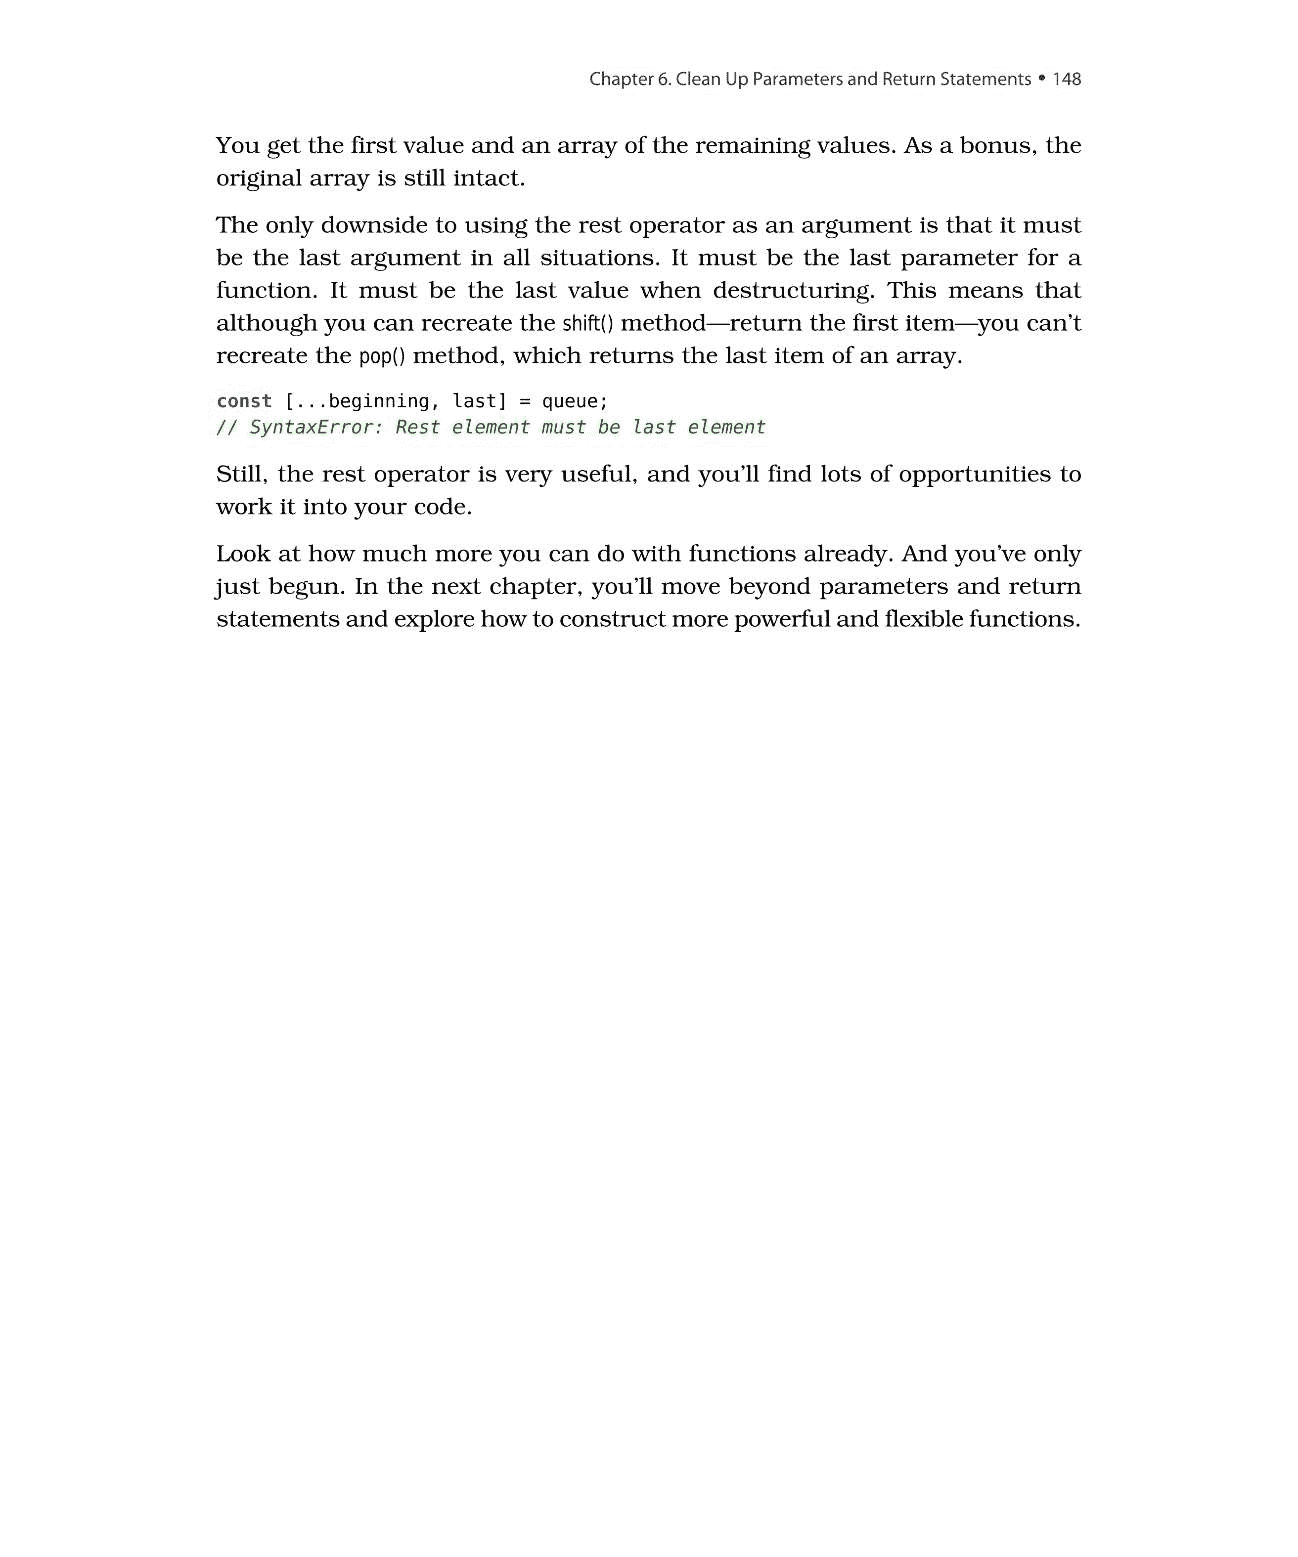 Chapter 6. Clean Up Parameters and Return Statements • 148
You get the first value and an array of the remaining values. As a bonus, the
original array is still intact.
The only downside to using the rest operator as an argument is that it must
be the last argument in all situations. It must be the last parameter for a
function. It must be the last value when destructuring. This means that
although you can recreate the shift() method—return the first item—you can’t
recreate the pop() method, which returns the last item of an array.
const [...beginning, last] = queue;
// SyntaxError: Rest element must be last element
Still, the rest operator is very useful, and you’ll find lots of opportunities to
work it into your code.
Look at how much more you can do with functions already. And you’ve only
just begun. In the next chapter, you’ll move beyond parameters and return
statements and explore how to construct more powerful and flexible functions.